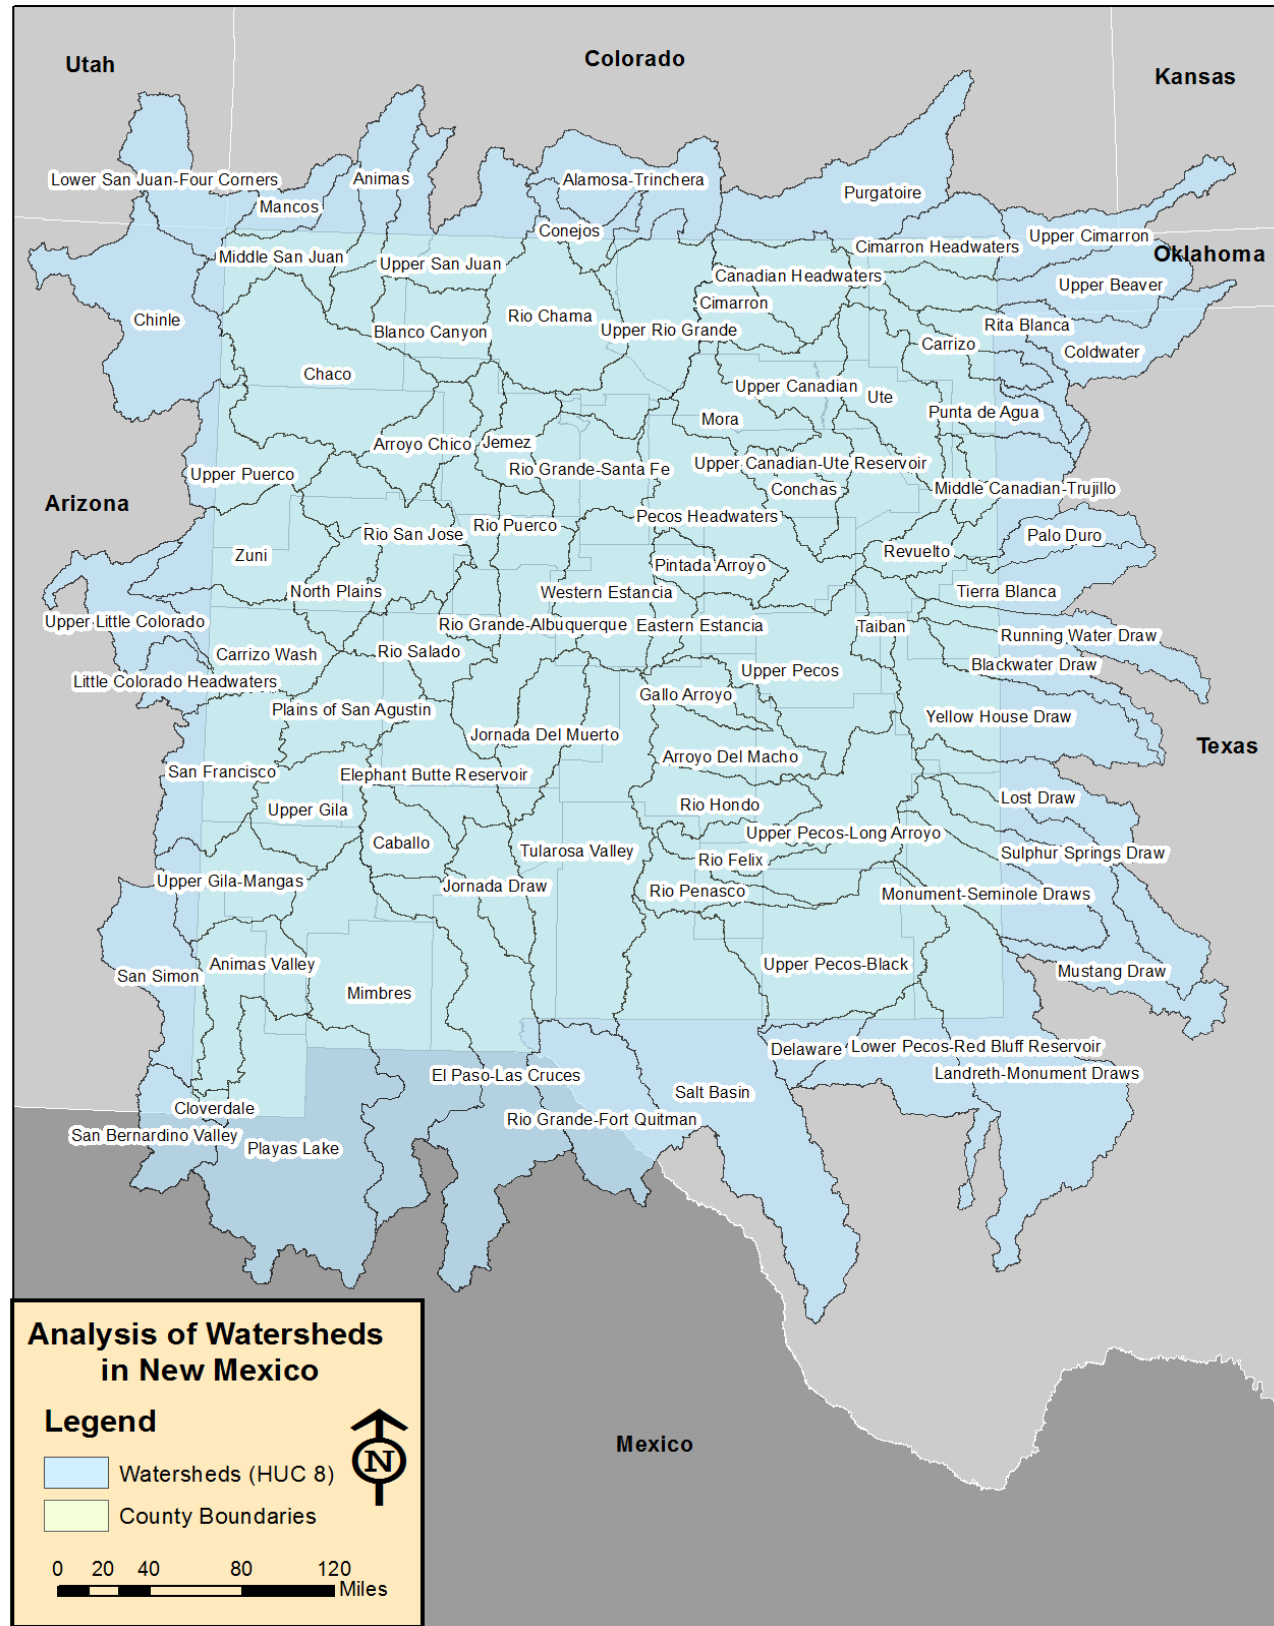 Utah
Colorado
Kansas
Lower San Juan-Four Corners
Animas
Alamosa-Trinchera
Purgatoire
Mancos
Conejos
Upper Cimarron
Cimarron Headwaters
Oklahoma
Middle San Juan
Upper San Juan
Canadian Headwaters
Upper Beaver
Cimarron
Chinle
Rio Chama
Blanco Canyon
Upper Rio Grande
Rita Blanca
Carrizo
Coldwater
Chaco
Upper Canadian
Ute
Punta de Agua
Mora
Arroyo Chico
Jemez
Rio Grande-Santa Fe
Upper Canadian-Ute Reservoir
Upper Puerco
Conchas
Middle Canadian-Trujillo
Arizona
Pecos Headwaters
Rio San Jose
Rio Puerco
Palo Duro
Zuni
Revuelto
Pintada Arroyo
North Plains
Western Estancia
Tierra Blanca
Upper Little Colorado
Rio Grande-Albuquerque
Eastern Estancia
Taiban
Running Water Draw
Carrizo Wash
Rio Salado
Blackwater Draw
Upper Pecos
Little Colorado Headwaters
Gallo Arroyo
Plains of San Agustin
Yellow House Draw
Jornada Del Muerto
Texas
Arroyo Del Macho
San Francisco
Elephant Butte Reservoir
Lost Draw
Rio Hondo
Upper Gila
Upper Pecos-Long Arroyo
Caballo
Tularosa Valley
Sulphur Springs Draw
Rio Felix
Upper Gila-Mangas
Jornada Draw
Rio Penasco
Monument-Seminole Draws
Animas Valley
Upper Pecos-Black
San Simon
Mustang Draw
Mimbres
Delaware
Lower Pecos-Red Bluff Reservoir
El Paso-Las Cruces
Landreth-Monument Draws
Salt Basin
Cloverdale
Rio Grande-Fort Quitman
San Bernardino Valley
Playas Lake
Mexico
Analysis of Watersheds
in New Mexico
Legend
N
Watersheds (HUC 8)
County Boundaries
0 20 40 80 120
Miles